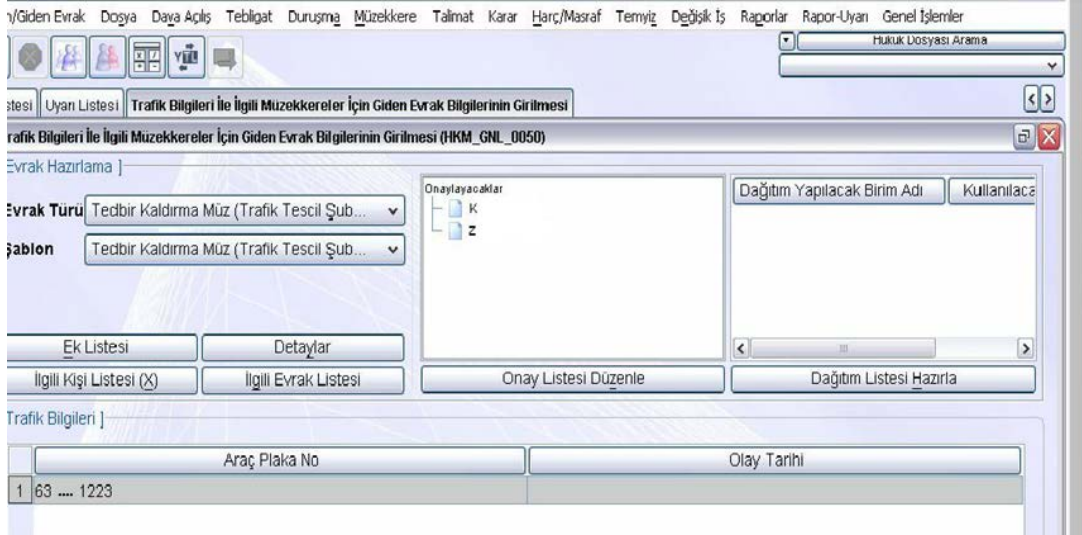 n/Giden Evrak Dosya Dava Açılış Tebligat Duruşma Müzekkere Talimat Karar Harç/Masraf Temyiz Değişik İş Raporlar Rapor-Uyarı Genel İşlemler
Hukuk Dosyası Arama
YTL
stesi Uyarı Listesi Trafik Bilgileri İle İlgili Müzekkereler İçin Giden Evrak Bilgilerinin Girilmesi
rafik Bilgileri İle İlgili Müzekkereler İçin Giden Evrak Bilgilerinin Girilmesi (HKM_GNL_0050)
Evrak Hazırlama ]
Evrak Türü Tedbir Kaldırma Müz (Trafik Tescil Şub...
Şablon Tedbir Kaldırma Müz (Trafik Tescil Şub...
Ek Listesi Detaylar
İlgili Kişi Listesi (X) İlgili Evrak Listesi
Onaylayacaklar
K
Z
Onay Listesi Düzenle
Dağıtım Yapılacak Birim Adı Kullanılaca
Dağıtım Listesi Hazırla
Trafik Bilgileri ]
Araç Plaka No Olay Tarihi
1 63 .... 1223